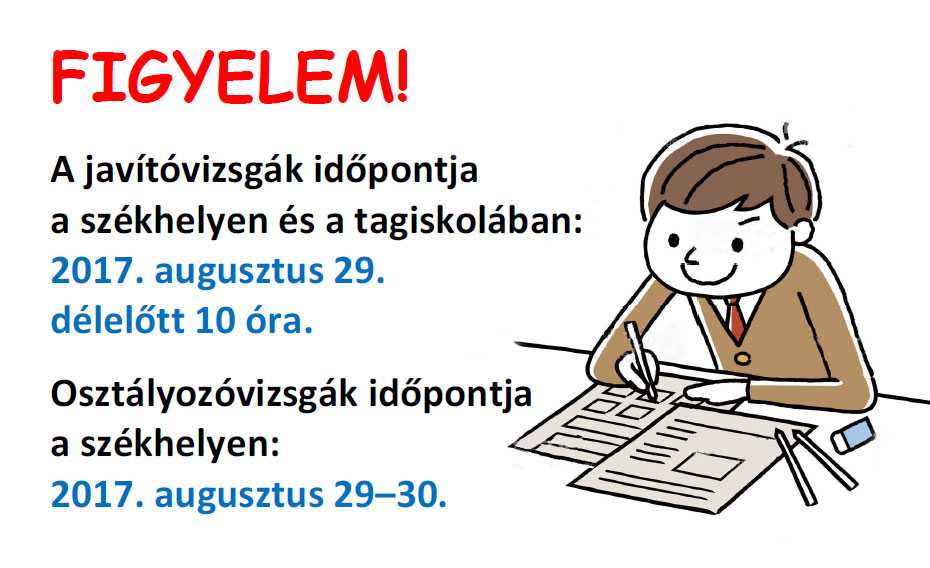 FIGYELEM!
A javítóvizsgák időpontja
a székhelyen és a tagiskolában:
2017. augusztus 29.
délelőtt 10 óra.
Osztályozóvizsgák időpontja
a székhelyen:
2017. augusztus 29–30.